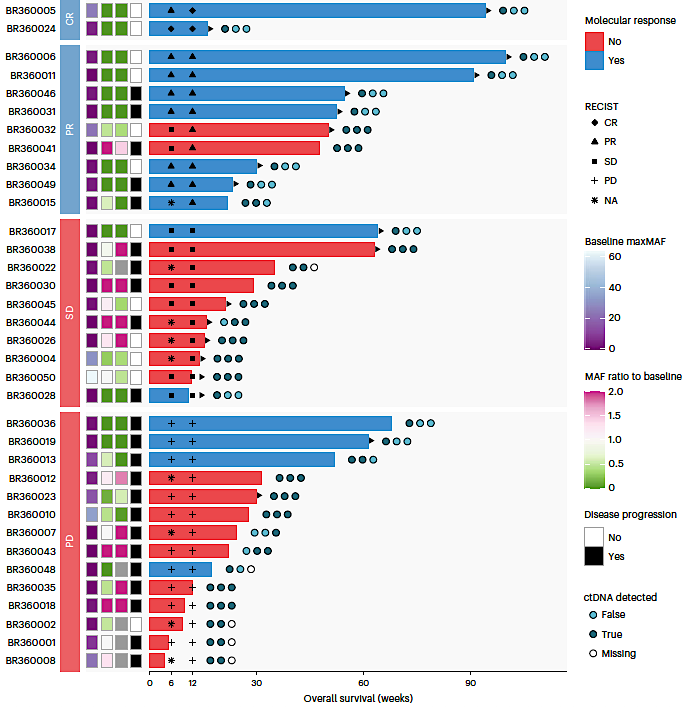 CR
BR360005
BR360024
PR
BR360006
BR360011
BR360046
BR360031
BR360032
BR360041
BR360034
BR360049
BR360015
SD
BR360017
BR360038
BR360022
BR360030
BR360045
BR360044
BR360026
BR360004
BR360050
BR360028
PD
BR360036
BR360019
BR360013
BR360012
BR360023
BR360010
BR360007
BR360043
BR360048
BR360035
BR360018
BR360002
BR360001
BR360008
0 6 12 30 60 90
Overall survival (weeks)
Molecular response
No
Yes
RECIST
CR
PR
SD
PD
NA
Baseline maxMAF
60
40
20
0
MAF ratio to baseline
2.0
1.5
1.0
0.5
0
Disease progression
No
Yes
ctDNA detected
False
True
Missing